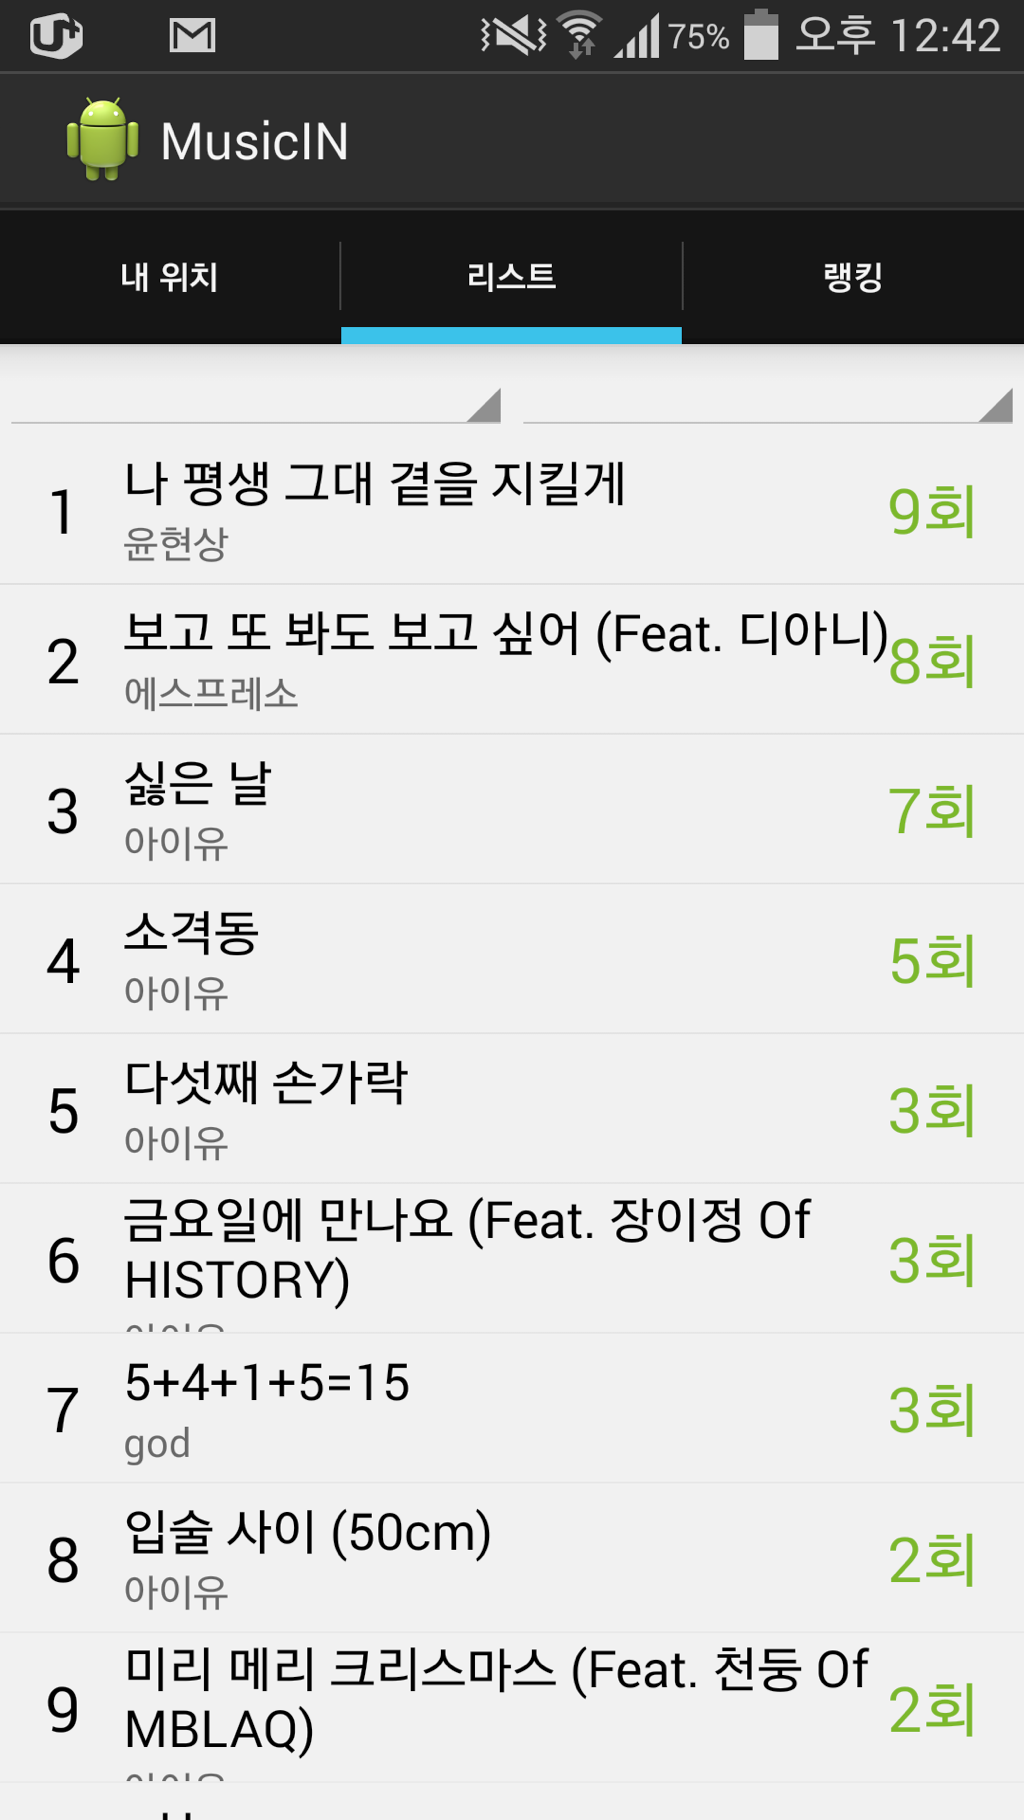 U+
75% 오후 12:42
MusicIN
내 위치 리스트 랭킹
1 나 평생 그대 곁을 지킬게 9회
윤현상
2 보고 또 봐도 보고 싶어 (Feat. 디아니) 8회
에스프레소
3 싫은 날 7회
아이유
4 소격동 5회
아이유
5 다섯째 손가락 3회
아이유
6 금요일에 만나요 (Feat. 장이정 Of 3회
HISTORY)
아이유
7 5+4+1+5=15 3회
god
8 입술 사이 (50cm) 2회
아이유
9 미리 메리 크리스마스 (Feat. 천둥 Of 2회
MBLAQ)
아이유